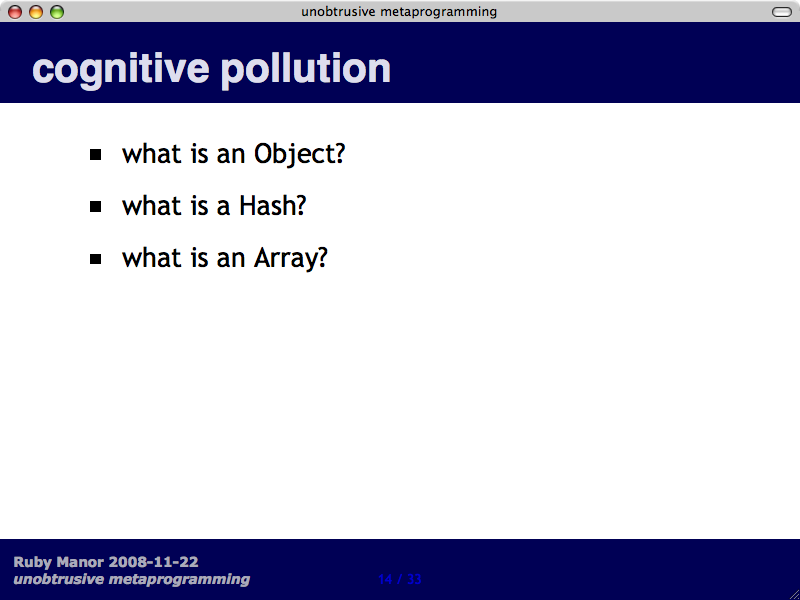 unobtrusive metaprogramming
cognitive pollution
what is an Object?
what is a Hash?
what is an Array?
Ruby Manor 2008-11-22
unobtrusive metaprogramming
14 / 33